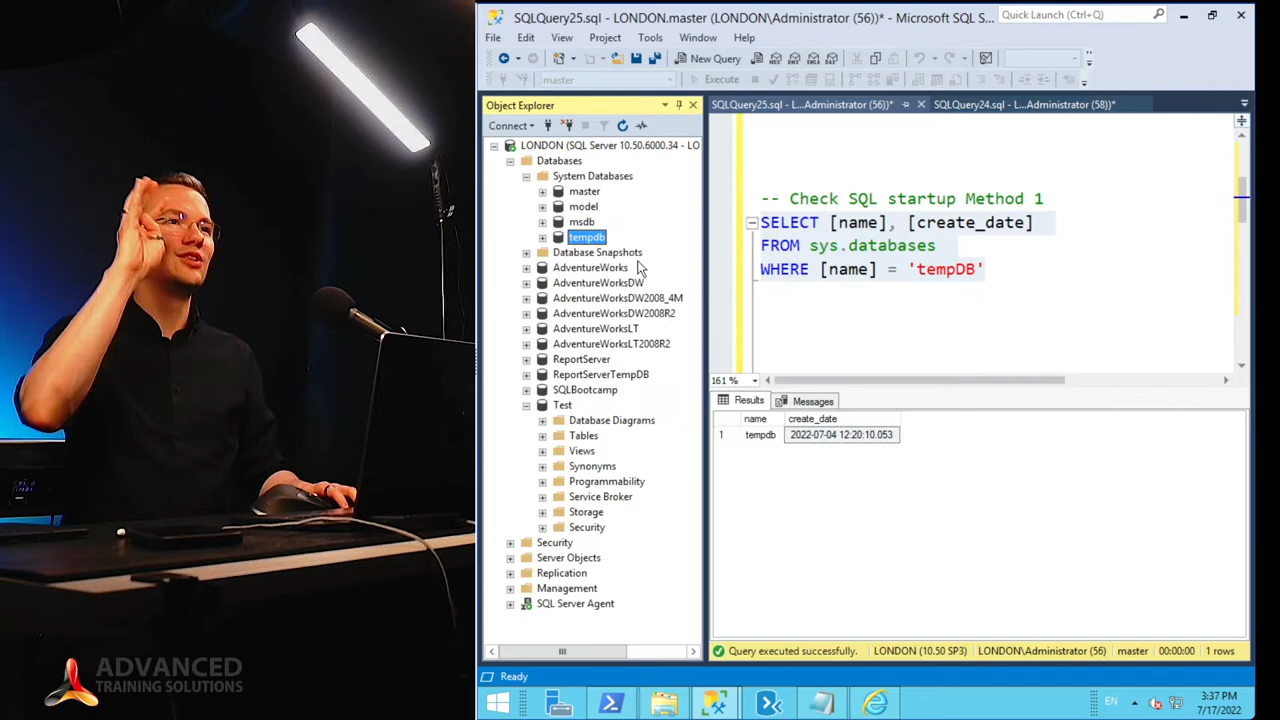 SQLQuery25.sql - LONDON.master (LONDON\Administrator (56))* - Microsoft SQL S...
Quick Launch (Ctrl+Q)
File Edit View Project Tools Window Help
New Query
master
Execute
Object Explorer
SQLQuery25.sql - L...Administrator (56))*
SQLQuery24.sql - L...Administrator (58))*
Connect
LONDON (SQL Server 10.50.6000.34 - LO
Databases
System Databases
master
model
msdb
tempdb
Database Snapshots
AdventureWorks
AdventureWorksDW
AdventureWorksDW2008_4M
AdventureWorksDW2008R2
AdventureWorksLT
AdventureWorksLT2008R2
ReportServer
ReportServerTempDB
SQLBootcamp
Test
Database Diagrams
Tables
Views
Synonyms
Programmability
Service Broker
Storage
Security
Security
Server Objects
Replication
Management
SQL Server Agent
-- Check SQL startup Method 1
SELECT [name], [create_date]
FROM sys.databases
WHERE [name] = 'tempDB'
161 %
Results Messages
name create_date
1 tempdb 2022-07-04 12:20:10.053
Query executed successfully. LONDON (10.50 SP3) LONDON\Administrator (56) master 00:00:00 1 rows
Ready
EN
3:37 PM
7/17/2022
ADVANCED
TRAINING SOLUTIONS